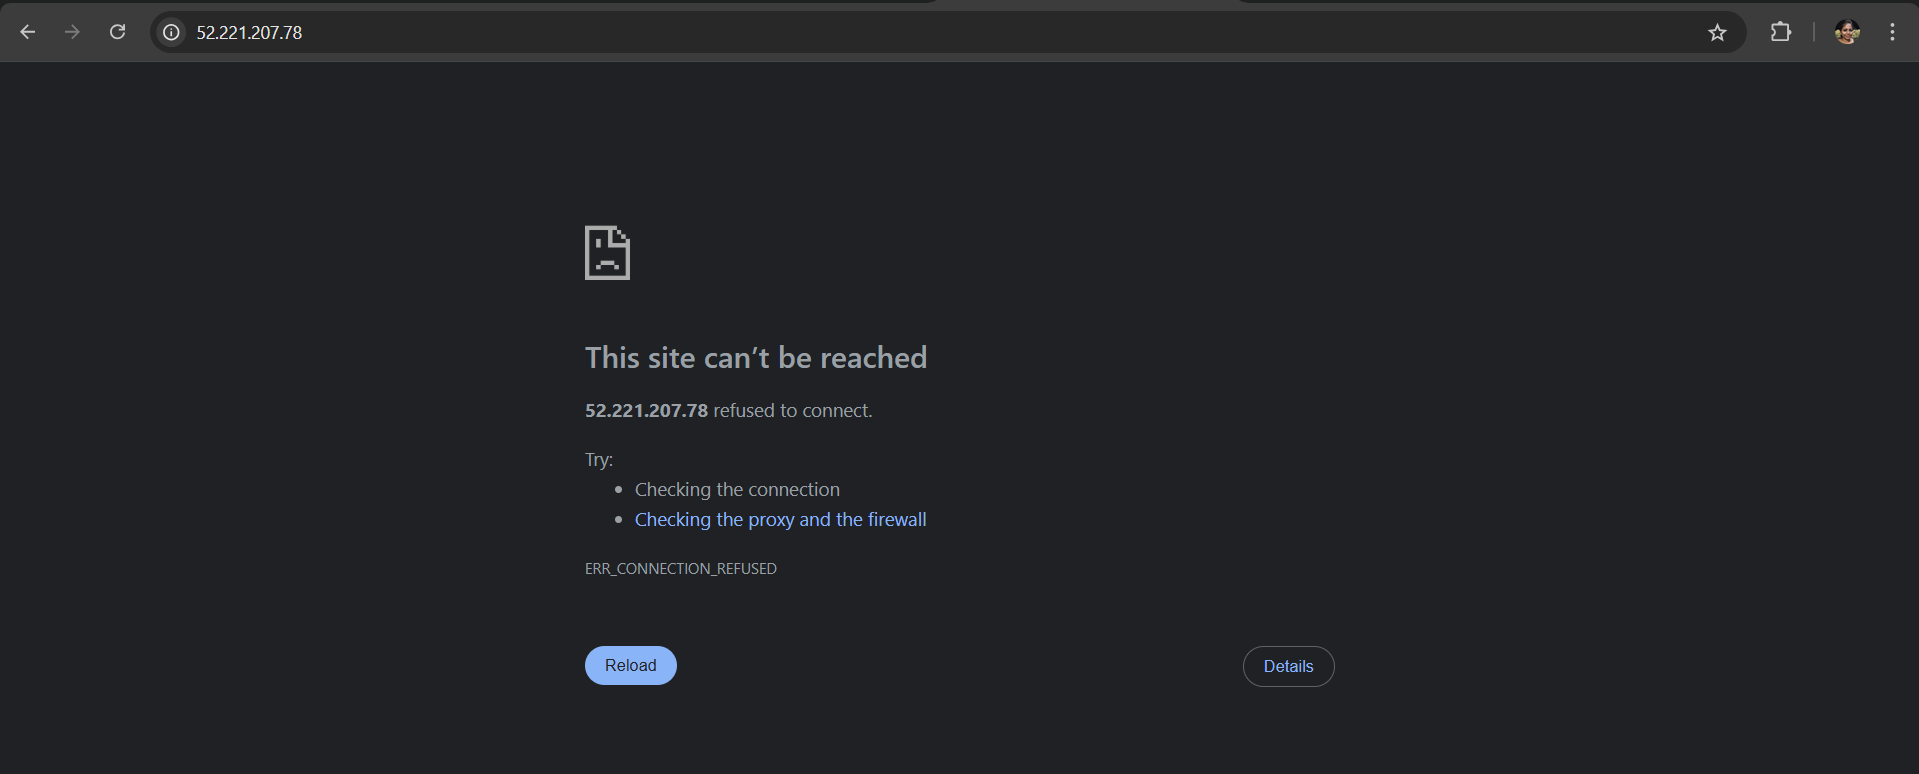 52.221.207.78
This site can’t be reached
52.221.207.78 refused to connect.
Try:
Checking the connection
Checking the proxy and the firewall
ERR_CONNECTION_REFUSED
Reload
Details